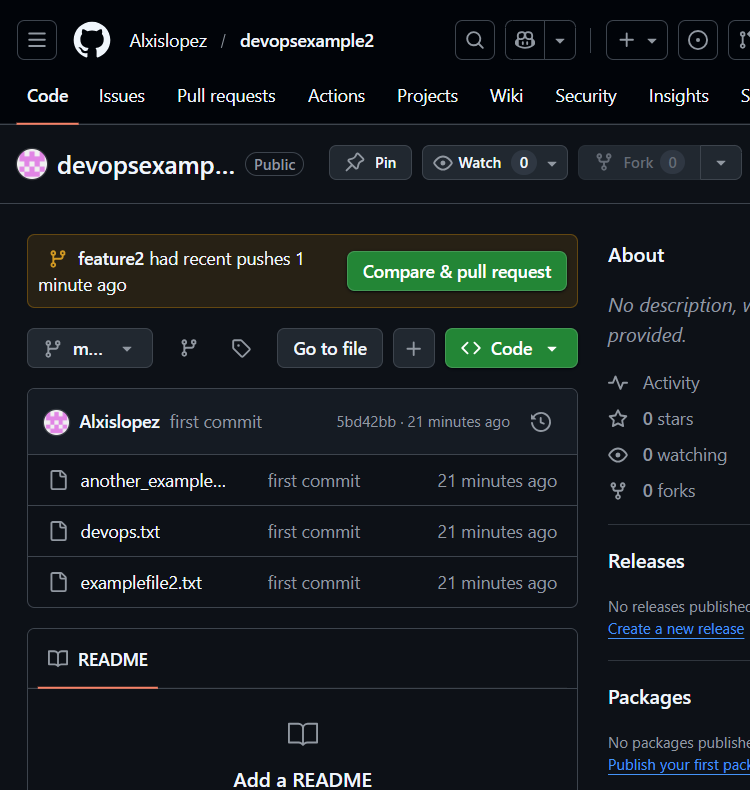 Alxislopez / devopsexample2
Code Issues Pull requests Actions Projects Wiki Security Insights S
devopsexamp... Public Pin Watch 0 Fork 0
feature2 had recent pushes 1
minute ago
Compare & pull request
m... Go to file Code
Alxislopez first commit 5bd42bb · 21 minutes ago
another_example... first commit 21 minutes ago
devops.txt first commit 21 minutes ago
examplefile2.txt first commit 21 minutes ago
README
Add a README
About
No description, w
provided.
Activity
0 stars
0 watching
0 forks
Releases
No releases published
Create a new release
Packages
No packages publishe
Publish your first pack